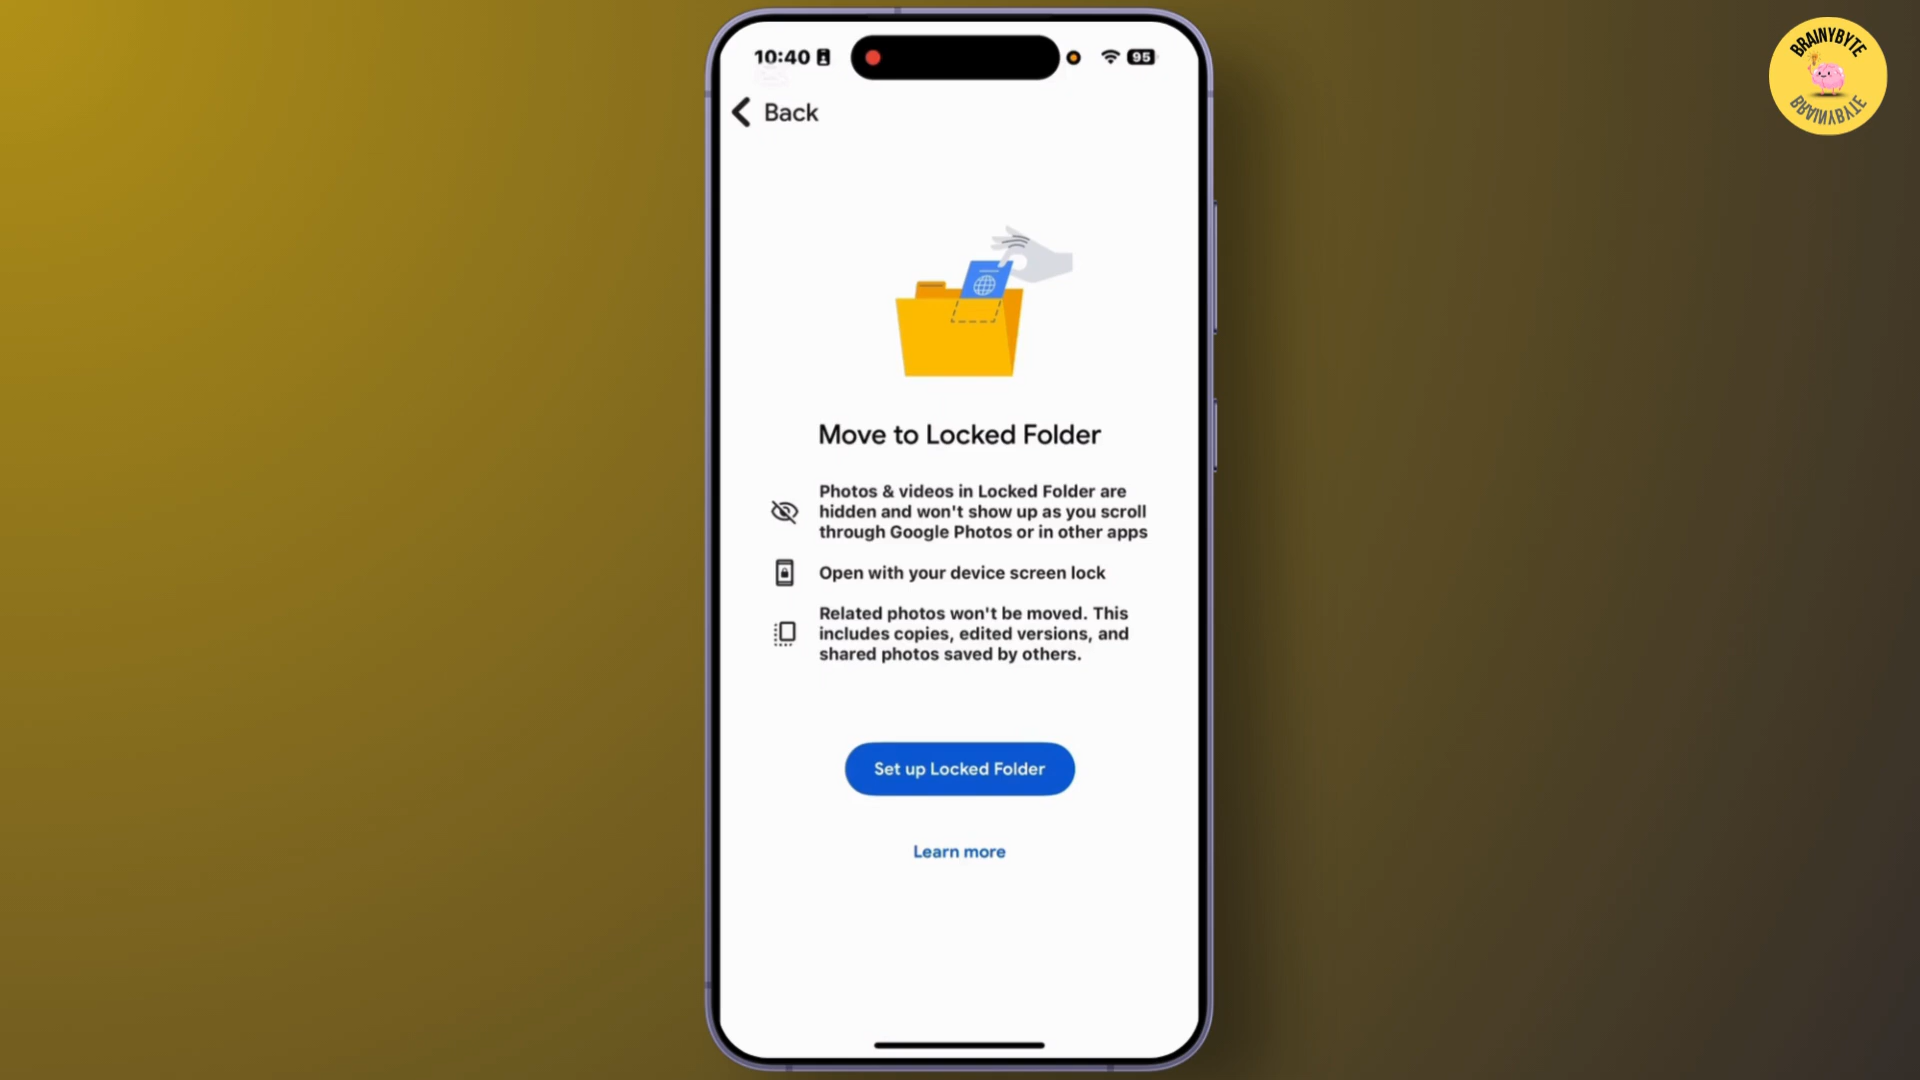 10:40
95
BRAINYBYTE
BRAINYBYTE
Back
Move to Locked Folder
Photos & videos in Locked Folder are
hidden and won't show up as you scroll
through Google Photos or in other apps
Open with your device screen lock
Related photos won't be moved. This
includes copies, edited versions, and
shared photos saved by others.
Set up Locked Folder
Learn more